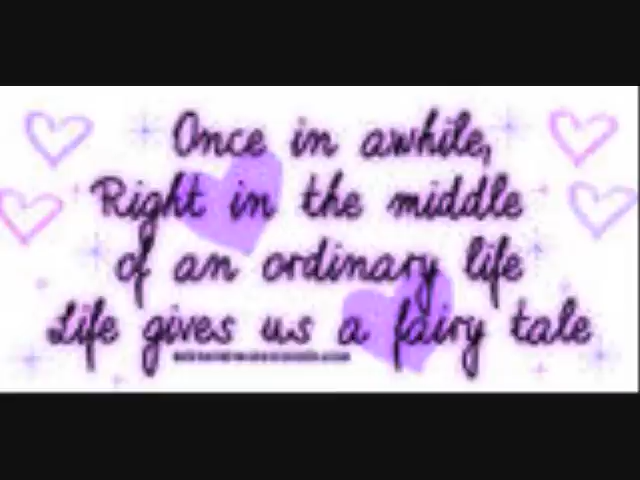 Once in awhile,
Right in the middle
of an ordinary life
Life gives us a fairy tale